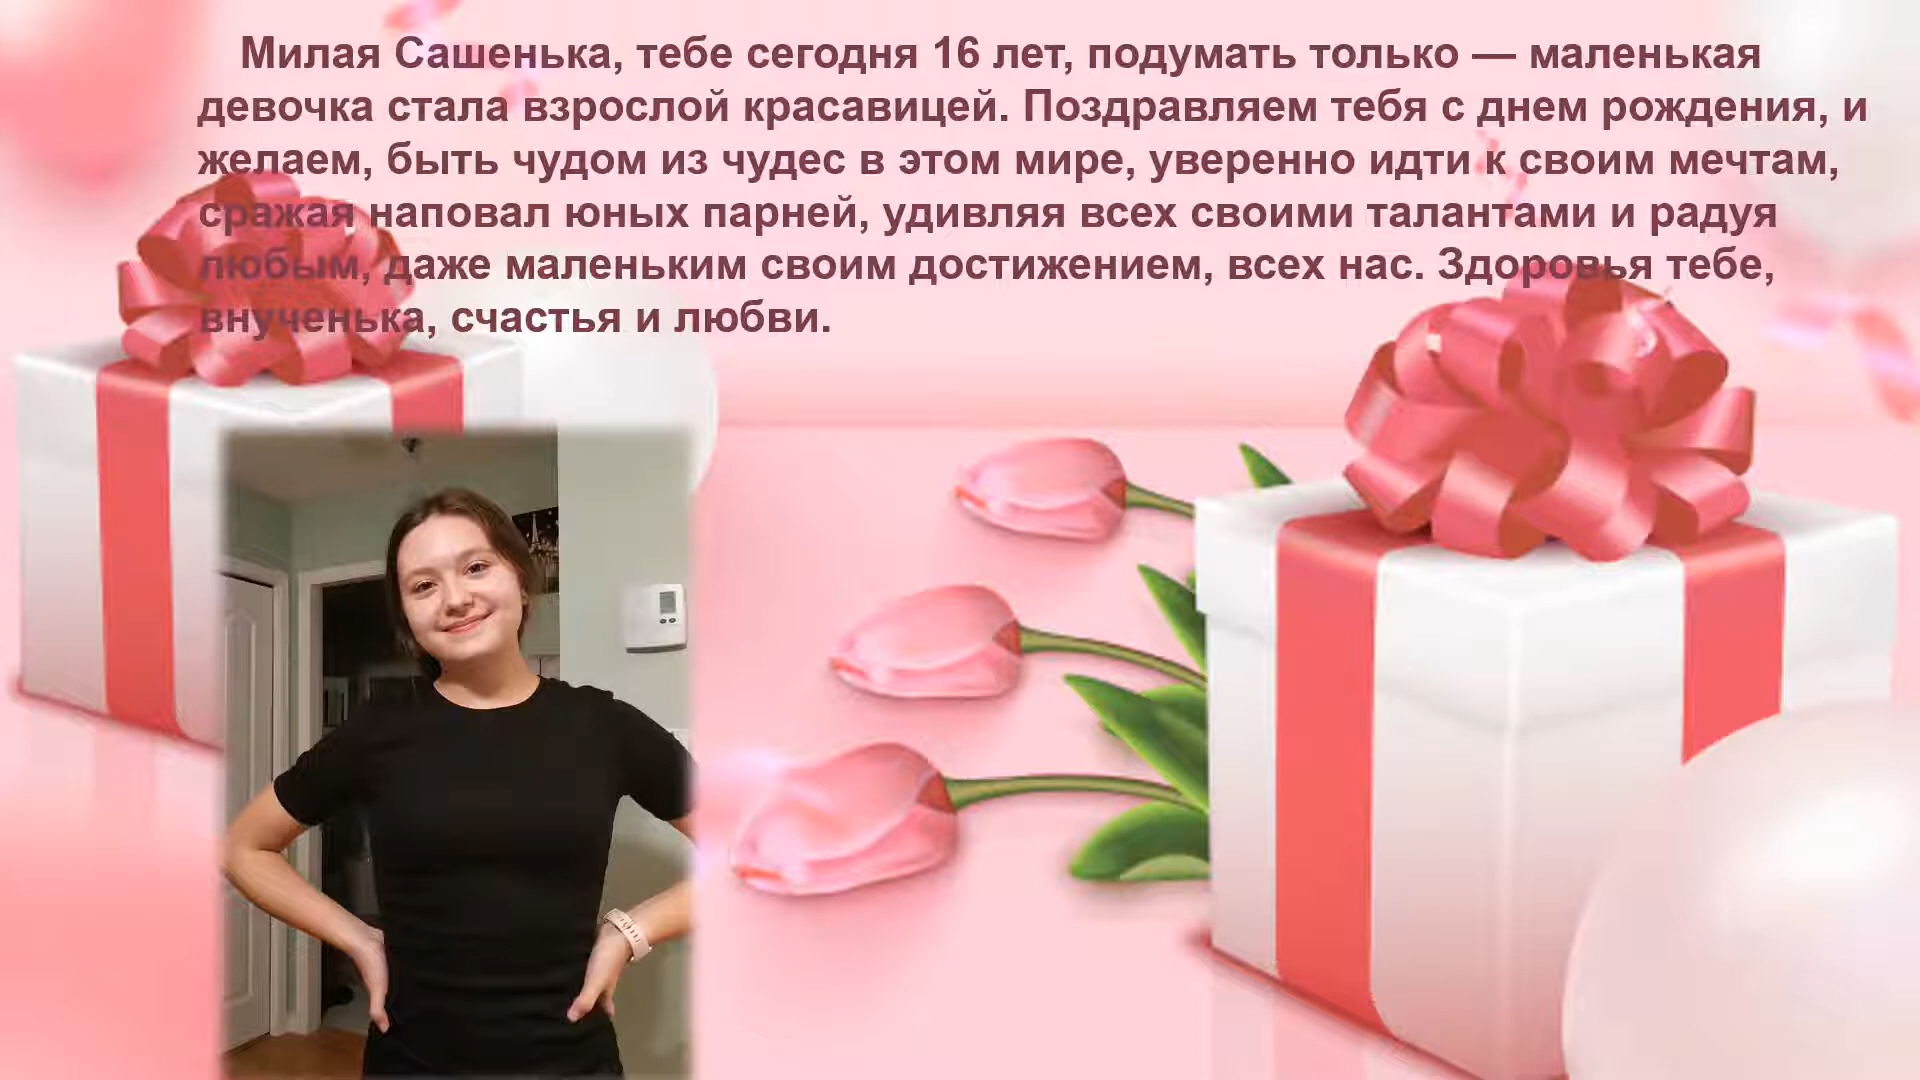 Милая Сашенька, тебе сегодня 16 лет, подумать только — маленькая
девочка стала взрослой красавицей. Поздравляем тебя с днем рождения, и
желаем, быть чудом из чудес в этом мире, уверенно идти к своим мечтам,
сражая наповал юных парней, удивляя всех своими талантами и радуя
любым, даже маленьким своим достижением, всех нас. Здоровья тебе,
внученька, счастья и любви.